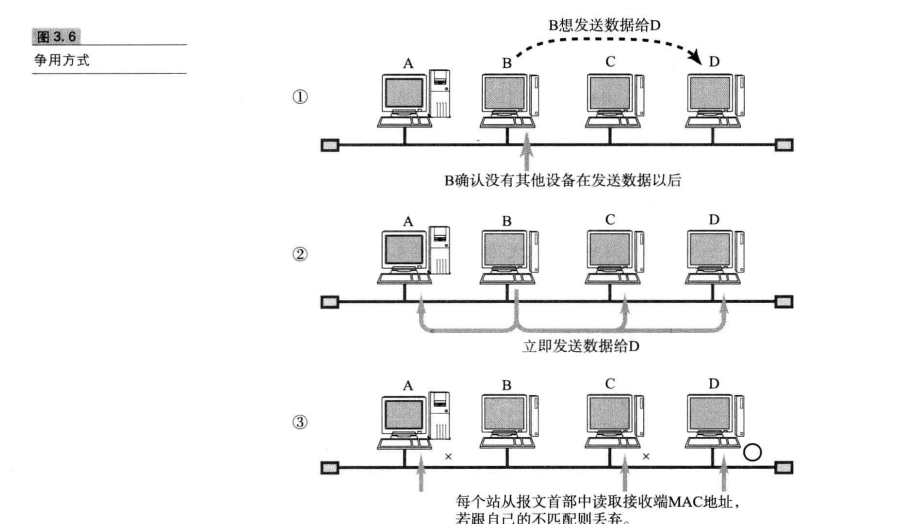 图3.6
争用方式
B想发送数据给D
A B C D
①
B确认没有其他设备在发送数据以后
A B C D
②
立即发送数据给D
A B C D
③
× × ○
每个站从报文首部中读取接收端MAC地址，
若跟自己的不匹配则丢弃。